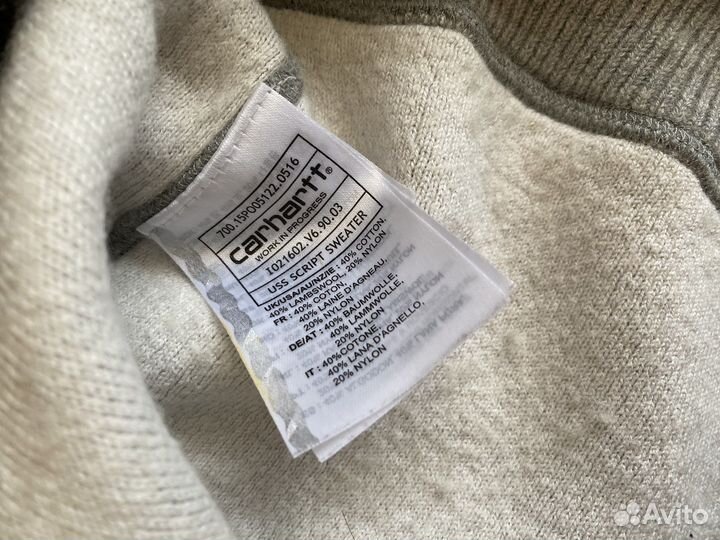 700.15PO05122.0516
carhartt®
WORK IN PROGRESS
I021602.V6.90.03
USS SCRIPT SWEATER
UK/USA/AU/NZ/IE : 40% COTTON,
40% LAMBSWOOL, 20% NYLON
FR : 40% COTON,
40% LAINE D'AGNEAU,
20% NYLON
DE/AT : 40% BAUMWOLLE,
40% LAMMWOLLE,
20% NYLON
IT : 40%COTONE,
40% LANA D'AGNELLO,
20% NYLON
Avito